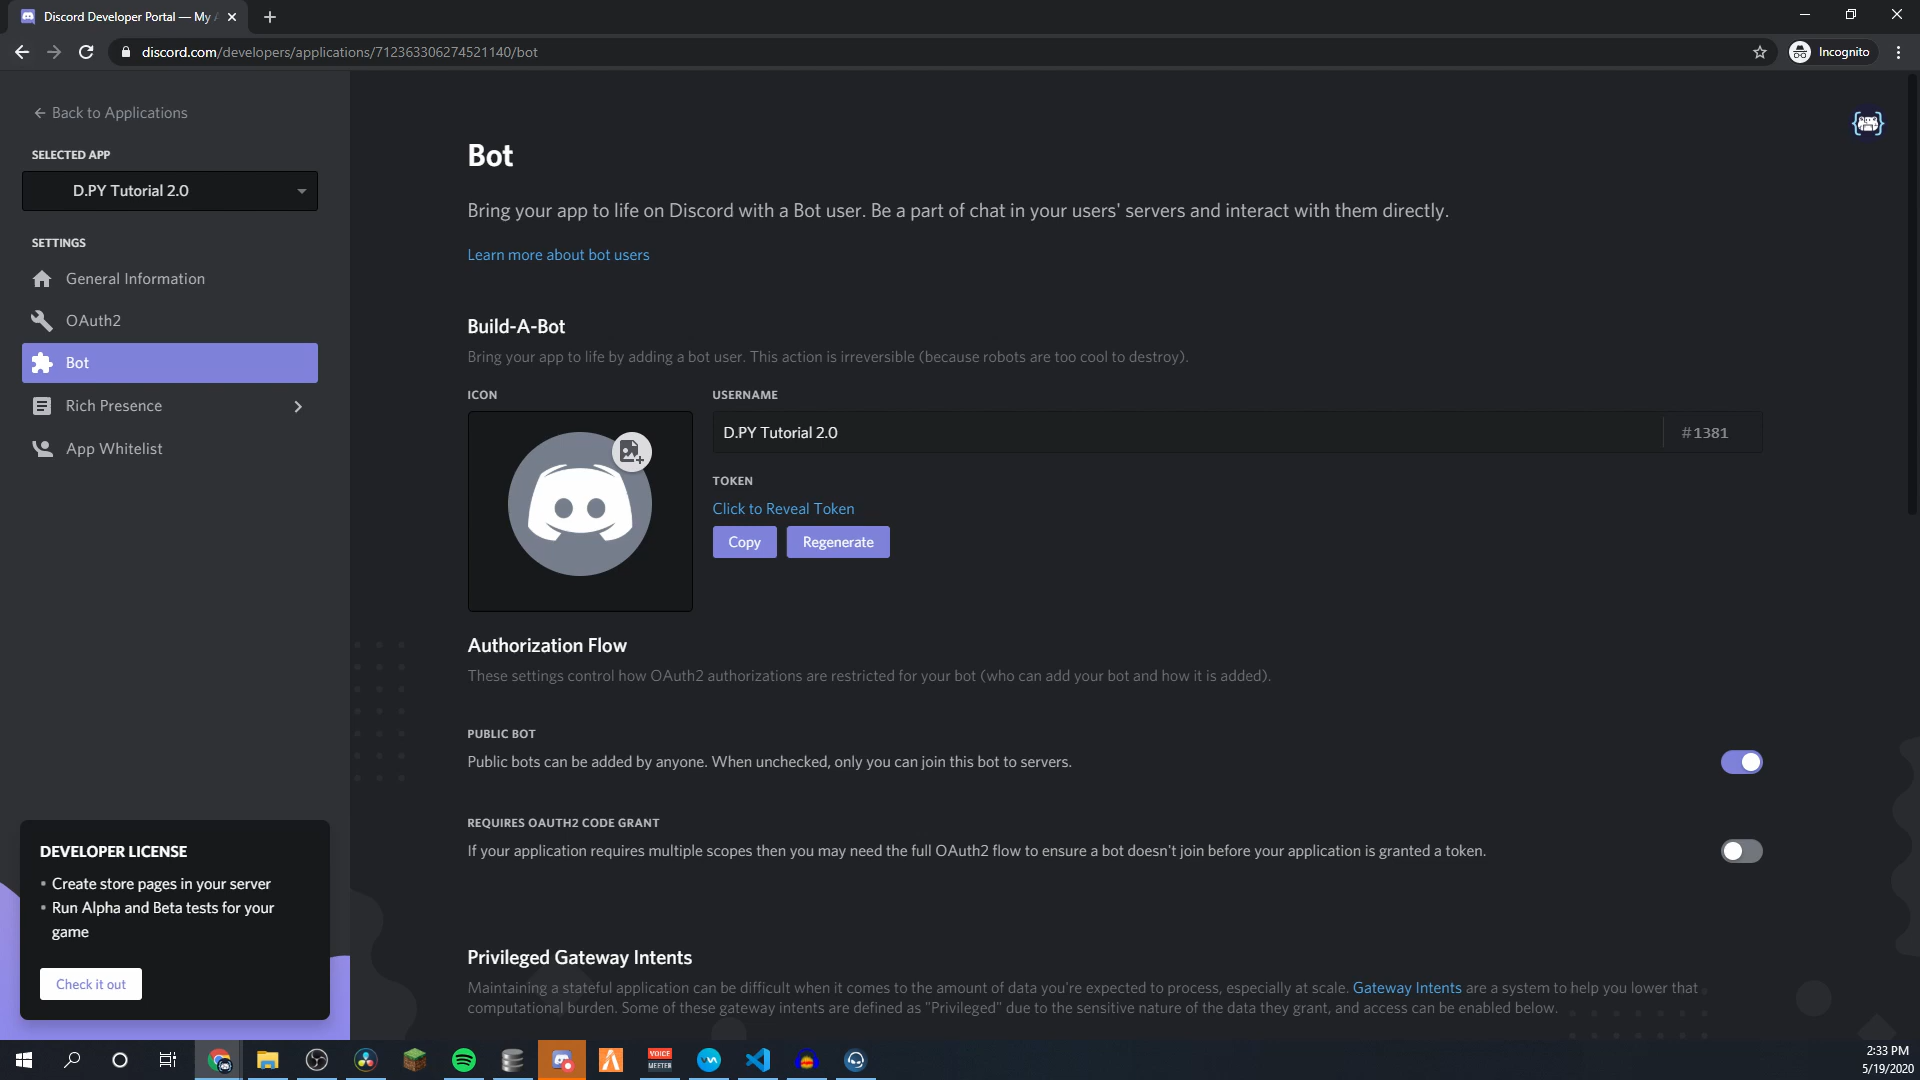 Discord Developer Portal — My
discord.com/developers/applications/712363306274521140/bot
Incognito
Back to Applications
SELECTED APP
D.PY Tutorial 2.0
SETTINGS
General Information
OAuth2
Bot
Rich Presence
App Whitelist
DEVELOPER LICENSE
• Create store pages in your server
• Run Alpha and Beta tests for your
game
Check it out
Bot
Bring your app to life on Discord with a Bot user. Be a part of chat in your users' servers and interact with them directly.
Learn more about bot users
Build-A-Bot
Bring your app to life by adding a bot user. This action is irreversible (because robots are too cool to destroy).
ICON
USERNAME
D.PY Tutorial 2.0
#1381
TOKEN
Click to Reveal Token
Copy
Regenerate
Authorization Flow
These settings control how OAuth2 authorizations are restricted for your bot (who can add your bot and how it is added).
PUBLIC BOT
Public bots can be added by anyone. When unchecked, only you can join this bot to servers.
REQUIRES OAUTH2 CODE GRANT
If your application requires multiple scopes then you may need the full OAuth2 flow to ensure a bot doesn't join before your application is granted a token.
Privileged Gateway Intents
Maintaining a stateful application can be difficult when it comes to the amount of data you're expected to process, especially at scale. Gateway Intents are a system to help you lower that
computational burden. Some of these gateway intents are defined as "Privileged" due to the sensitive nature of the data they grant, and access can be enabled below.
VOICE
MEETER
2:33 PM
5/19/2020